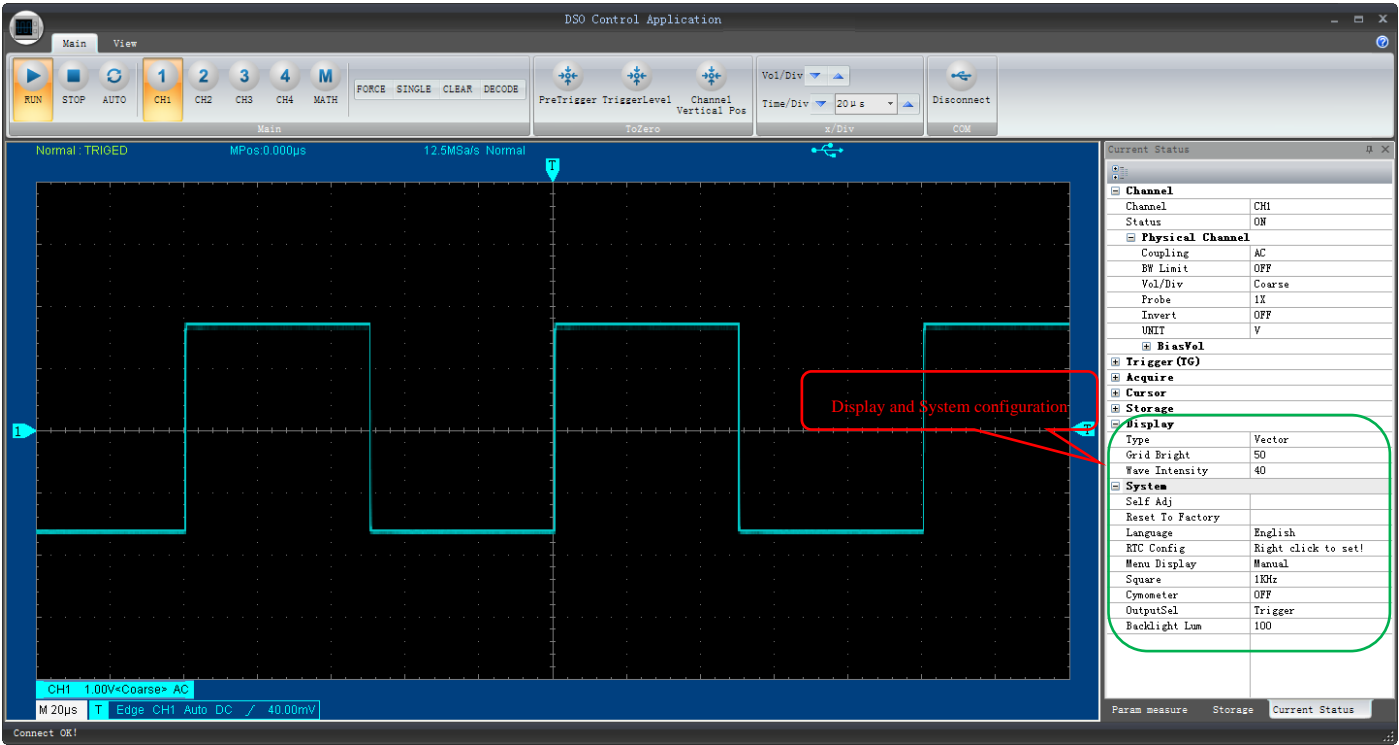 DSO Control Application
Main View
RUN STOP AUTO CH1 CH2 CH3 CH4 MATH
1 2 3 4 M
FORCE SINGLE CLEAR DECODE
PreTrigger TriggerLevel Channel Vertical Pos
Vol/Div
Time/Div 20μs
Disconnect
Main ToZero x/Div COM
Normal : TRIGED MPos:0.000μs 12.5MSa/s Normal
T
1
T
Display and System configuration
CH1 1.00V<Coarse> AC
M 20μs T Edge CH1 Auto DC 40.00mV
Current Status
Channel
Channel CH1
Status ON
Physical Channel
Coupling AC
BW Limit OFF
Vol/Div Coarse
Probe 1X
Invert OFF
UNIT V
BiasVol
Trigger(TG)
Acquire
Cursor
Storage
Display
Type Vector
Grid Bright 50
Wave Intensity 40
System
Self Adj
Reset To Factory
Language English
RTC Config Right click to set!
Menu Display Manual
Square 1KHz
Cymometer OFF
OutputSel Trigger
Backlight Lum 100
Param measure Storage Current Status
Connect OK!